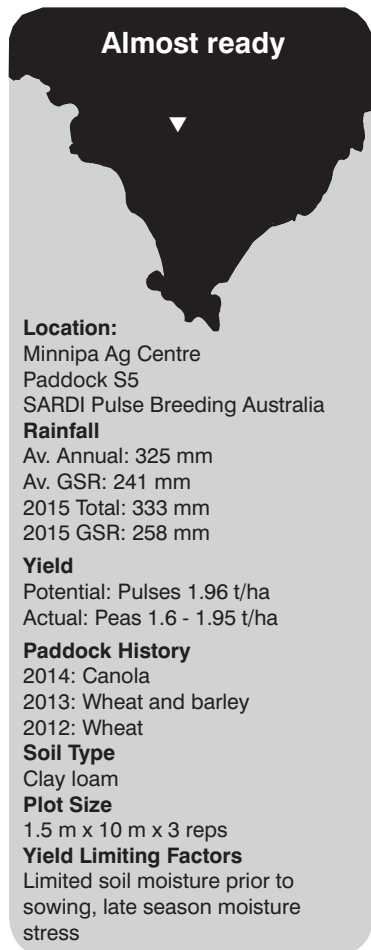 Almost ready
Location:
Minnipa Ag Centre
Paddock S5
SARDI Pulse Breeding Australia
Rainfall
Av. Annual: 325 mm
Av. GSR: 241 mm
2015 Total: 333 mm
2015 GSR: 258 mm
Yield
Potential: Pulses 1.96 t/ha
Actual: Peas 1.6 - 1.95 t/ha
Paddock History
2014: Canola
2013: Wheat and barley
2012: Wheat
Soil Type
Clay loam
Plot Size
1.5 m x 10 m x 3 reps
Yield Limiting Factors
Limited soil moisture prior to
sowing, late season moisture
stress